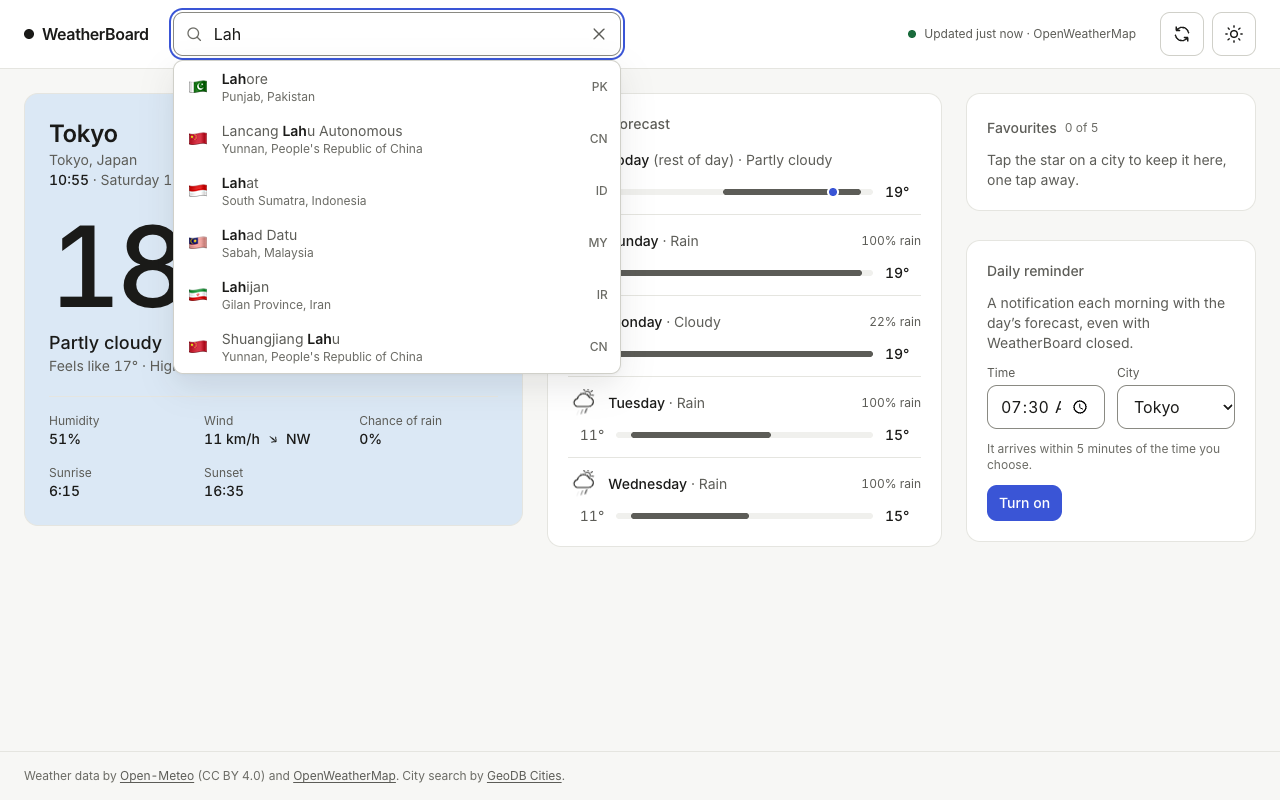 WeatherBoard
Lah
Updated just now · OpenWeatherMap
Lahore
Punjab, Pakistan
PK
Lancang Lahu Autonomous
Yunnan, People's Republic of China
CN
Lahat
South Sumatra, Indonesia
ID
Lahad Datu
Sabah, Malaysia
MY
Lahijan
Gilan Province, Iran
IR
Shuangjiang Lahu
Yunnan, People's Republic of China
CN
Tokyo
Tokyo, Japan
10:55 · Saturday 1
18
Partly cloudy
Feels like 17° · Hig
Humidity
51%
Wind
11 km/h ↘ NW
Chance of rain
0%
Sunrise
6:15
Sunset
16:35
orecast
oday (rest of day) · Partly cloudy
19°
unday · Rain
100% rain
19°
onday · Cloudy
22% rain
19°
Tuesday · Rain
100% rain
11°
15°
Wednesday · Rain
100% rain
11°
15°
Favourites 0 of 5
Tap the star on a city to keep it here,
one tap away.
Daily reminder
A notification each morning with the
day's forecast, even with
WeatherBoard closed.
Time
City
07:30
Tokyo
It arrives within 5 minutes of the time you
choose.
Turn on
Weather data by Open-Meteo (CC BY 4.0) and OpenWeatherMap. City search by GeoDB Cities.